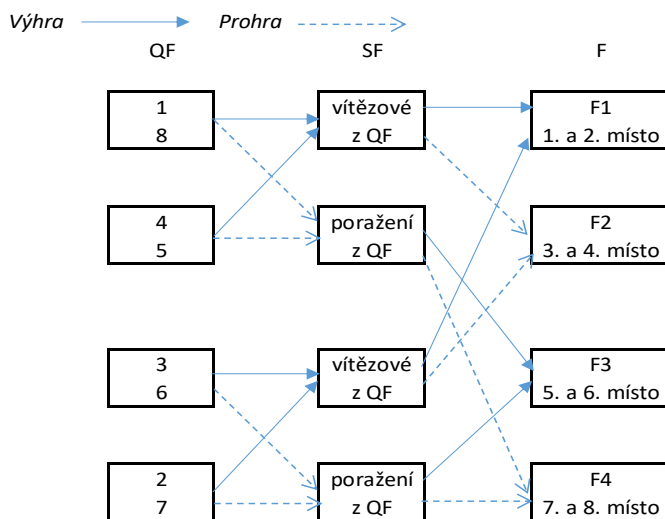 Výhra Prohra
QF SF F
1 vítězové F1
8 z QF 1. a 2. místo
4 poražení F2
5 z QF 3. a 4. místo
3 vítězové F3
6 z QF 5. a 6. místo
2 poražení F4
7 z QF 7. a 8. místo